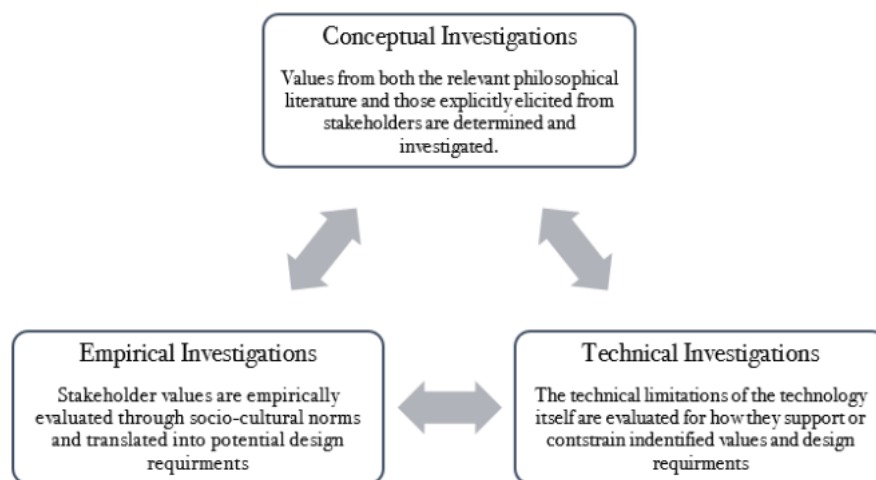 Conceptual Investigations
Values from both the relevant philosophical
literature and those explicitly elicited from
stakeholders are determined and
investigated.
Empirical Investigations
Stakeholder values are empirically
evaluated through socio-cultural norms
and translated into potential design
requirments
Technical Investigations
The technical limitations of the technology
itself are evaluated for how they support or
contstrain indentified values and design
requirments